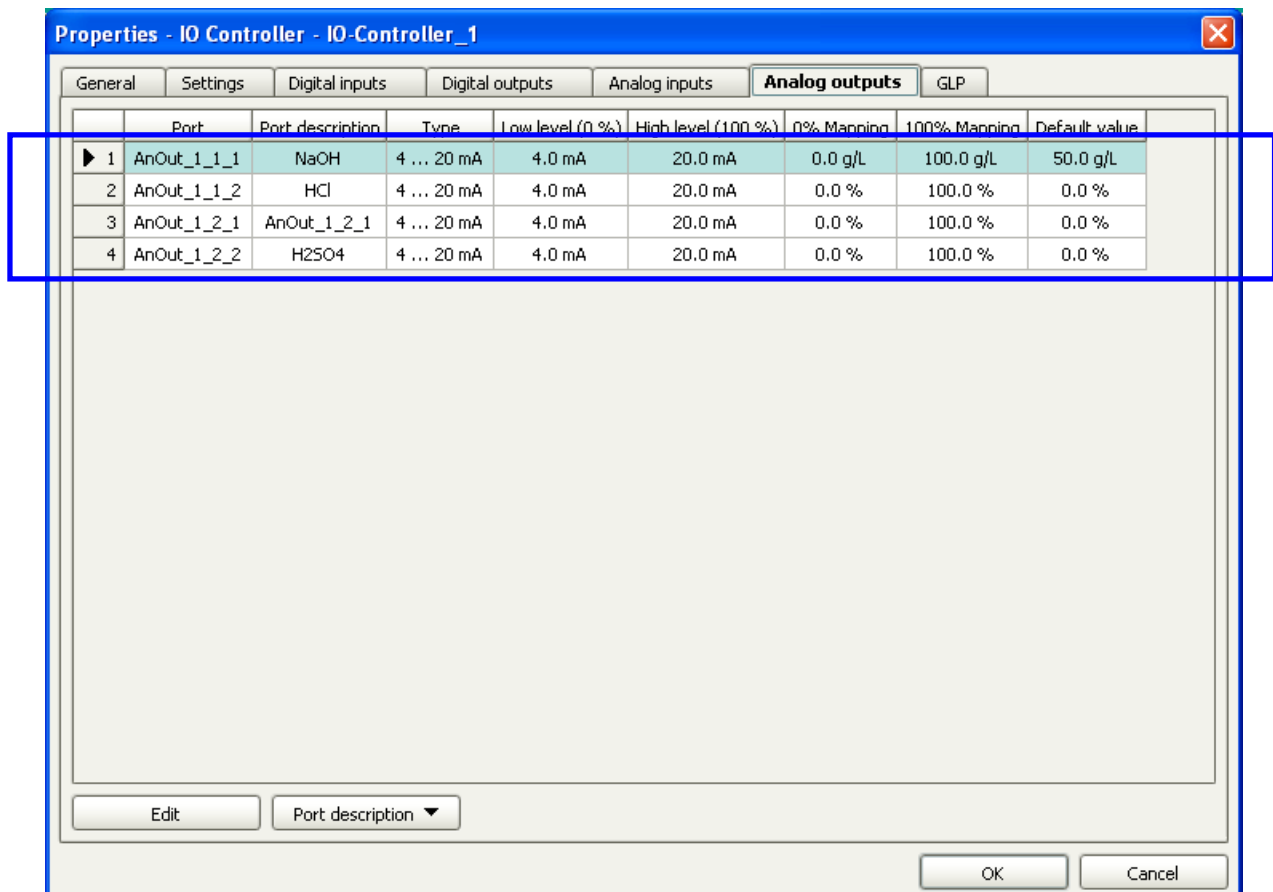 Properties - IO Controller - IO-Controller_1
General Settings Digital inputs Digital outputs Analog inputs Analog outputs GLP
Port Port description Type Low level (0 %) High level (100 %) 0% Mapping 100% Mapping Default value
1 AnOut_1_1_1 NaOH 4 ... 20 mA 4.0 mA 20.0 mA 0.0 g/L 100.0 g/L 50.0 g/L
2 AnOut_1_1_2 HCl 4 ... 20 mA 4.0 mA 20.0 mA 0.0 % 100.0 % 0.0 %
3 AnOut_1_2_1 AnOut_1_2_1 4 ... 20 mA 4.0 mA 20.0 mA 0.0 % 100.0 % 0.0 %
4 AnOut_1_2_2 H2SO4 4 ... 20 mA 4.0 mA 20.0 mA 0.0 % 100.0 % 0.0 %
Edit Port description
OK Cancel